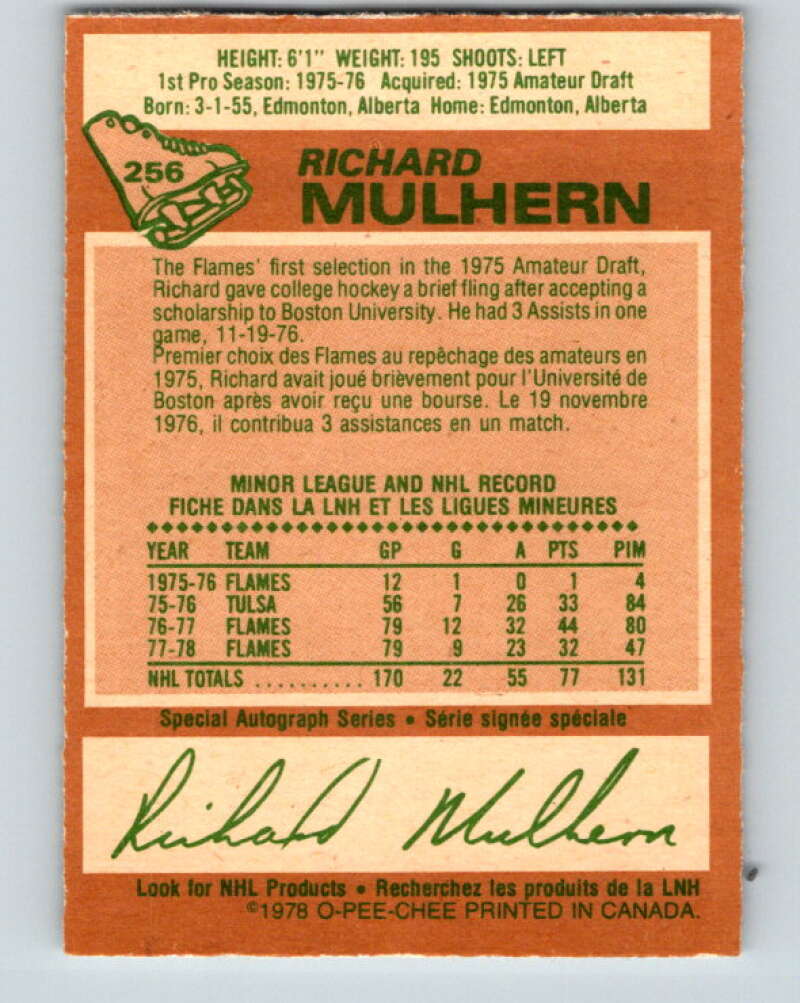 HEIGHT: 6'1" WEIGHT: 195 SHOOTS: LEFT
1st Pro Season: 1975-76 Acquired: 1975 Amateur Draft
Born: 3-1-55, Edmonton, Alberta Home: Edmonton, Alberta
256
RICHARD
MULHERN
The Flames' first selection in the 1975 Amateur Draft,
Richard gave college hockey a brief fling after accepting a
scholarship to Boston University. He had 3 Assists in one
game, 11-19-76.
Premier choix des Flames au repêchage des amateurs en
1975, Richard avait joué brièvement pour l'Université de
Boston après avoir reçu une bourse. Le 19 novembre
1976, il contribua 3 assistances en un match.
MINOR LEAGUE AND NHL RECORD
FICHE DANS LA LNH ET LES LIGUES MINEURES
YEAR TEAM GP G A PTS PIM
1975-76 FLAMES 12 1 0 1 4
75-76 TULSA 56 7 26 33 84
76-77 FLAMES 79 12 32 44 80
77-78 FLAMES 79 9 23 32 47
NHL TOTALS .......... 170 22 55 77 131
Special Autograph Series • Série signée spéciale
Richard Mulhern
Look for NHL Products • Recherchez les produits de la LNH
©1978 O-PEE-CHEE PRINTED IN CANADA.